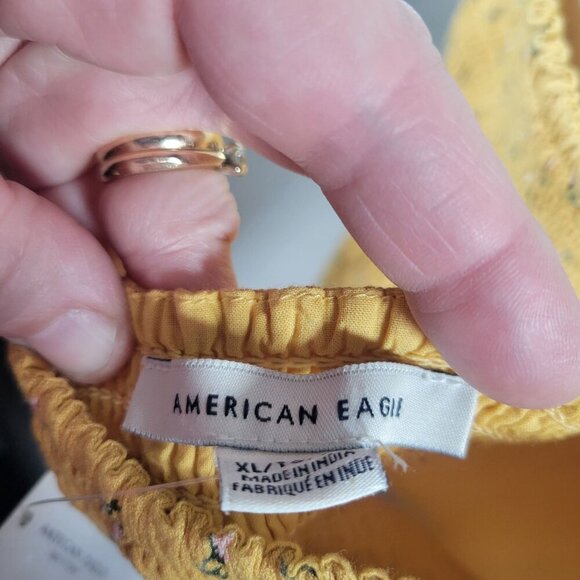 AMERICAN EAGLE
XL/T
MADE IN INDIA
FABRIQUÉ EN INDE